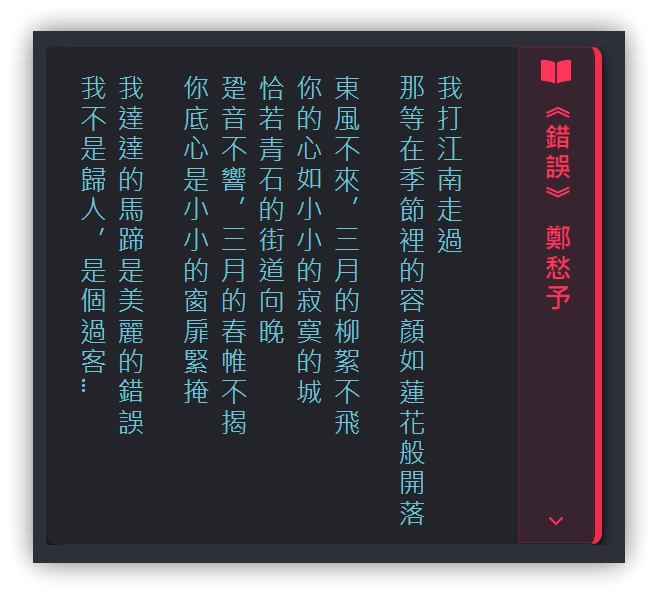 《錯誤》 鄭愁予
我打江南走過
那等在季節裡的容顏如蓮花般開落
東風不來，三月的柳絮不飛
你的心如小小的寂寞的城
恰若青石的街道向晚
跫音不響，三月的春帷不揭
你底心是小小的窗扉緊掩
我達達的馬蹄是美麗的錯誤
我不是歸人，是個過客…